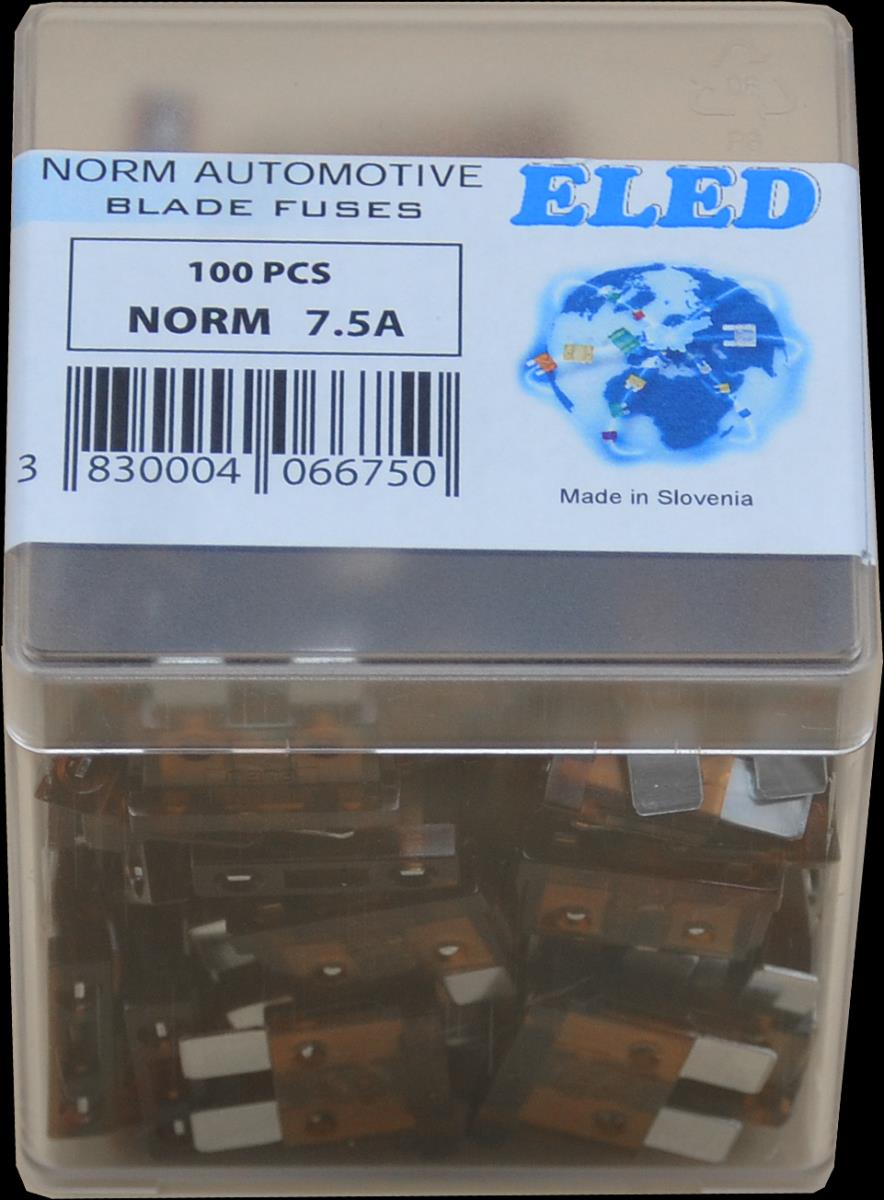 NORM AUTOMOTIVE
BLADE FUSES
ELED
100 PCS
NORM 7.5A
3 830004 066750
Made in Slovenia